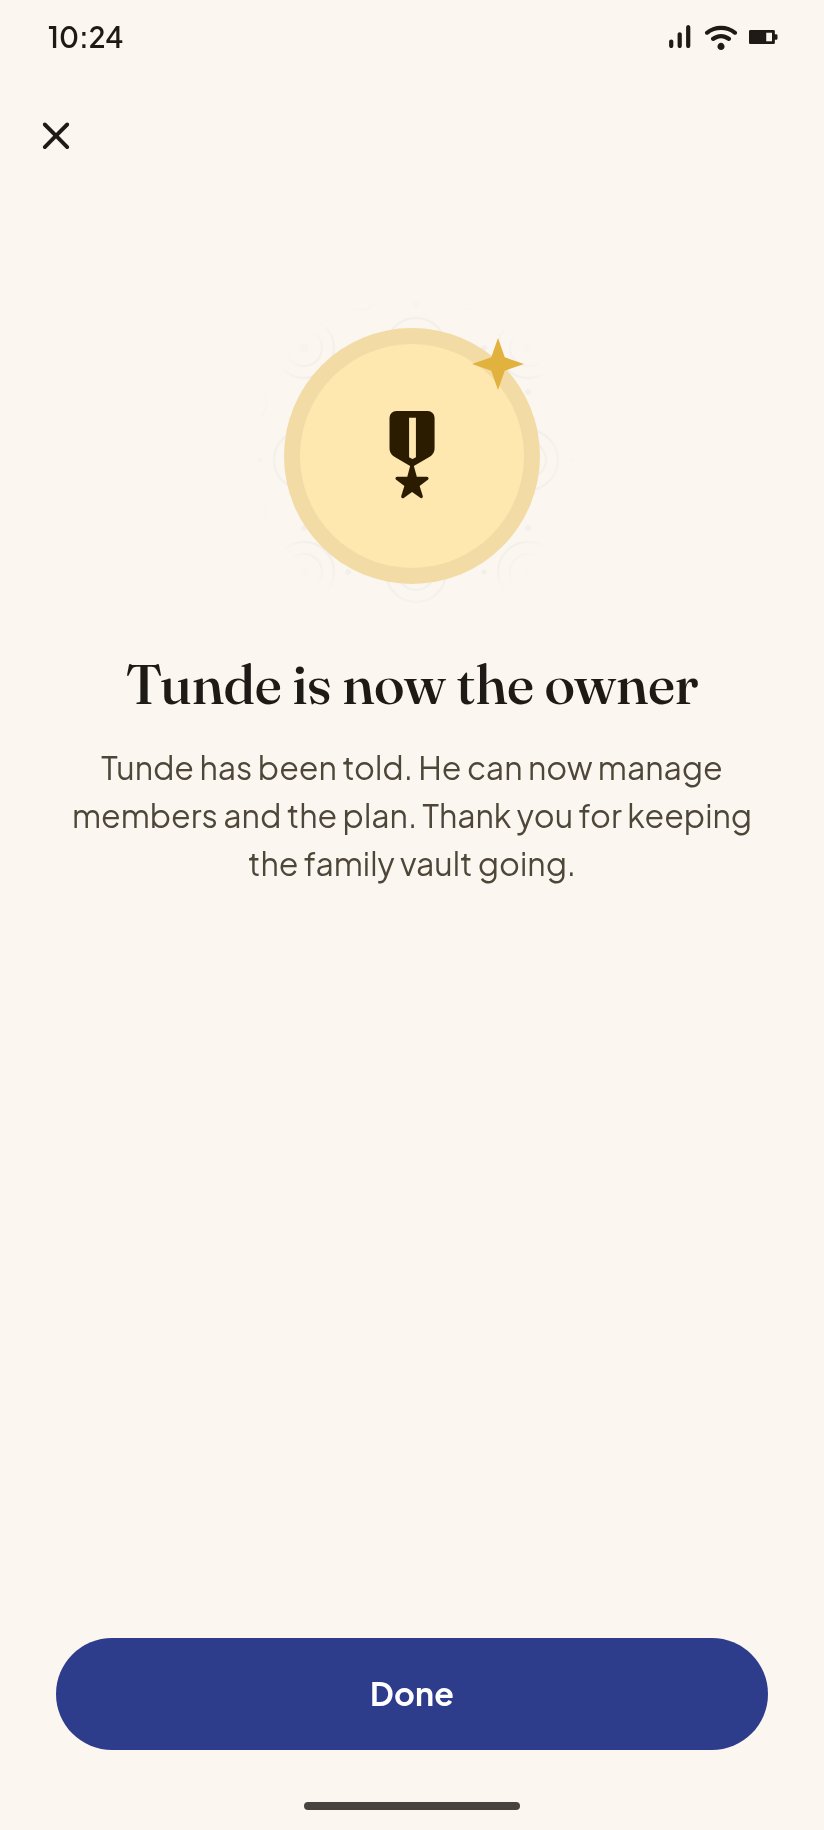 10:24
Tunde is now the owner
Tunde has been told. He can now manage
members and the plan. Thank you for keeping
the family vault going.
Done